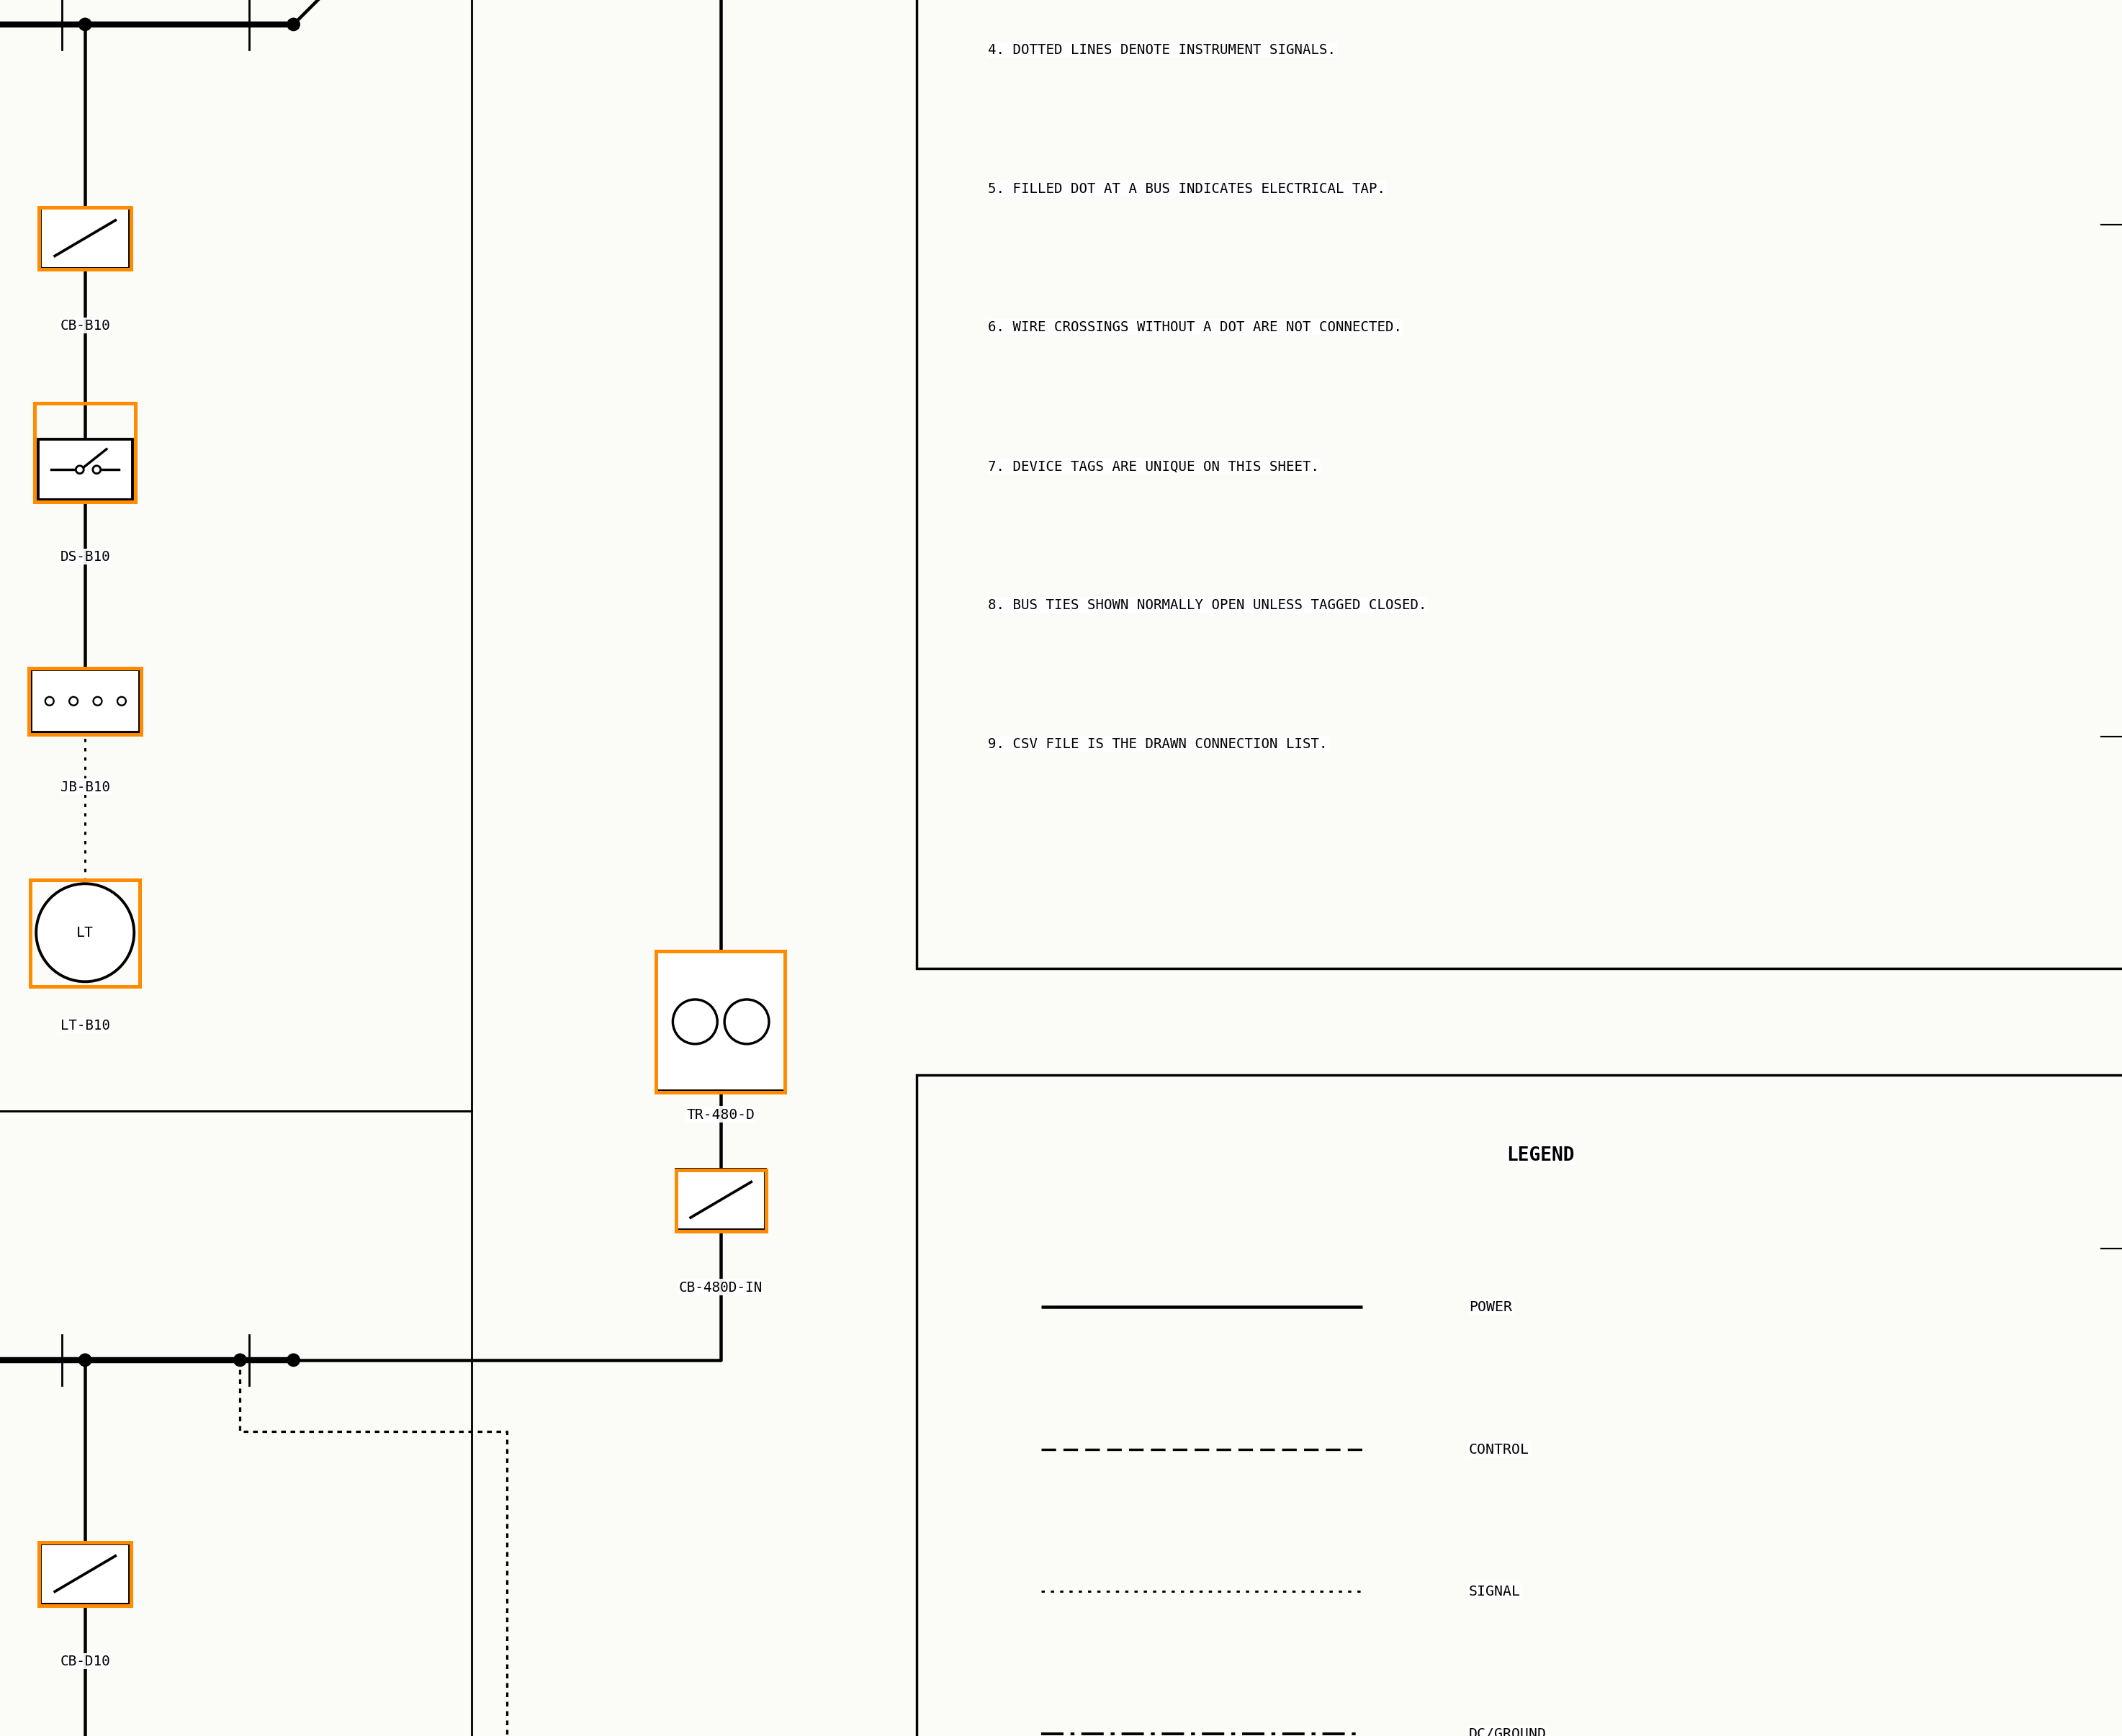 CB-B10
DS-B10
JB-B10
LT
LT-B10
TR-480-D
CB-480D-IN
CB-D10
4. DOTTED LINES DENOTE INSTRUMENT SIGNALS.
5. FILLED DOT AT A BUS INDICATES ELECTRICAL TAP.
6. WIRE CROSSINGS WITHOUT A DOT ARE NOT CONNECTED.
7. DEVICE TAGS ARE UNIQUE ON THIS SHEET.
8. BUS TIES SHOWN NORMALLY OPEN UNLESS TAGGED CLOSED.
9. CSV FILE IS THE DRAWN CONNECTION LIST.
LEGEND
POWER
CONTROL
SIGNAL
DC/GROUND